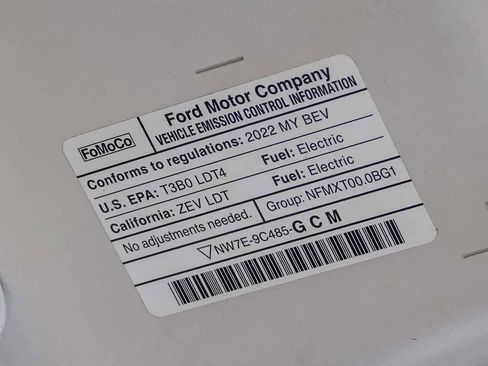 FoMoCo
Ford Motor Company
VEHICLE EMISSION CONTROL INFORMATION
Conforms to regulations: 2022 MY BEV
U.S. EPA: T3B0 LDT4 Fuel: Electric
California: ZEV LDT Fuel: Electric
No adjustments needed. Group: NFMXT00.0BG1
▽NW7E-9C485-GCM